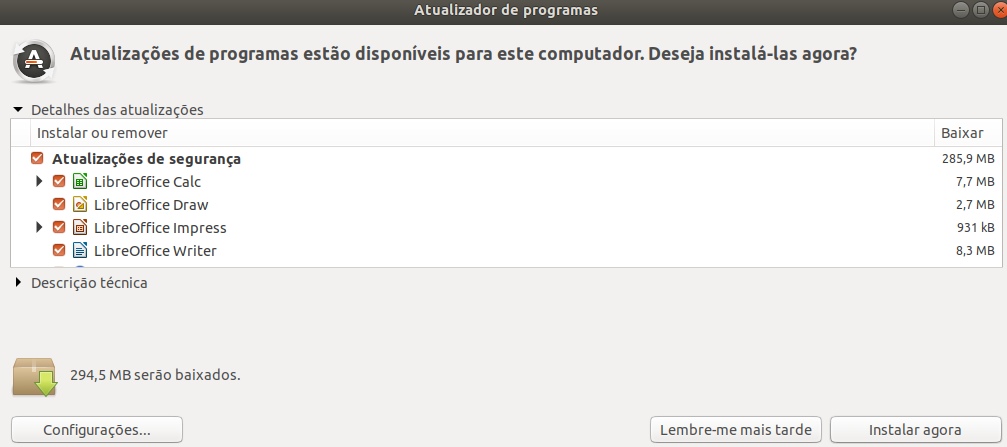 Atualizador de programas
Atualizações de programas estão disponíveis para este computador. Deseja instalá-las agora?
Detalhes das atualizações
Instalar ou remover Baixar
Atualizações de segurança 285,9 MB
LibreOffice Calc 7,7 MB
LibreOffice Draw 2,7 MB
LibreOffice Impress 931 kB
LibreOffice Writer 8,3 MB
Descrição técnica
294,5 MB serão baixados.
Configurações... Lembre-me mais tarde Instalar agora